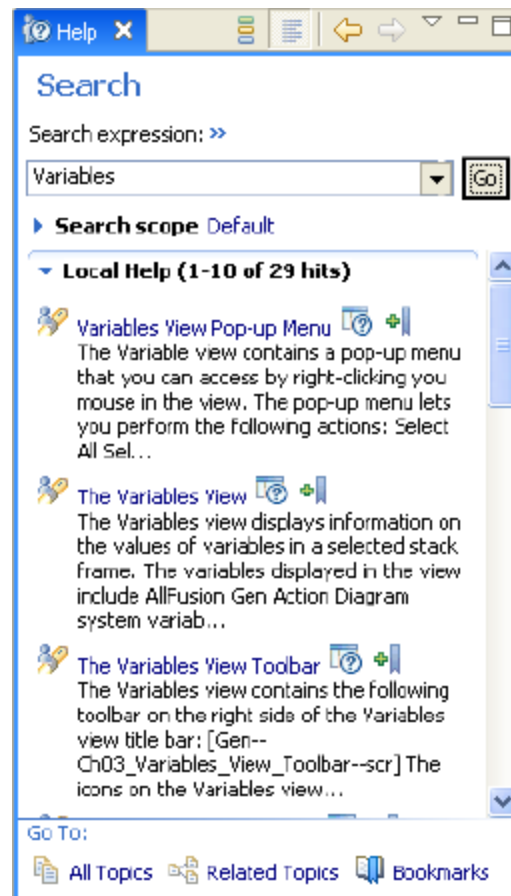 Help
Search
Search expression: »
Variables
Go
Search scope Default
Local Help (1-10 of 29 hits)
Variables View Pop-up Menu
The Variable view contains a pop-up menu
that you can access by right-clicking you
mouse in the view. The pop-up menu lets
you perform the following actions: Select
All Sel...
The Variables View
The Variables view displays information on
the values of variables in a selected stack
frame. The variables displayed in the view
include AllFusion Gen Action Diagram
system variab...
The Variables View Toolbar
The Variables view contains the following
toolbar on the right side of the Variables
view title bar: [Gen--
Ch03_Variables_View_Toolbar--scr] The
icons on the Variables view...
Go To:
All Topics Related Topics Bookmarks